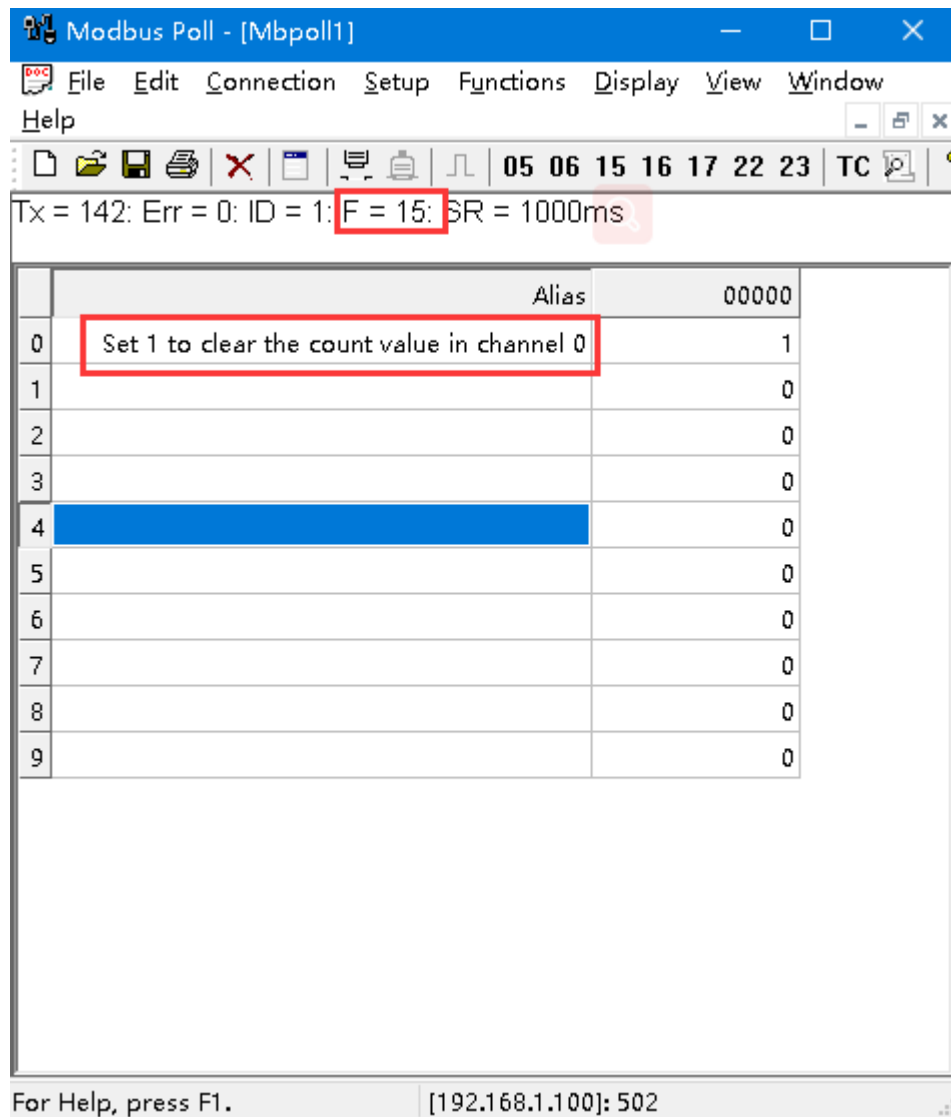 Modbus Poll - [Mbpoll1]
File Edit Connection Setup Functions Display View Window
Help
05 06 15 16 17 22 23 TC
Tx = 142: Err = 0: ID = 1: F = 15: SR = 1000ms
Alias 00000
0 Set 1 to clear the count value in channel 0 1
1 0
2 0
3 0
4 0
5 0
6 0
7 0
8 0
9 0
For Help, press F1. [192.168.1.100]: 502